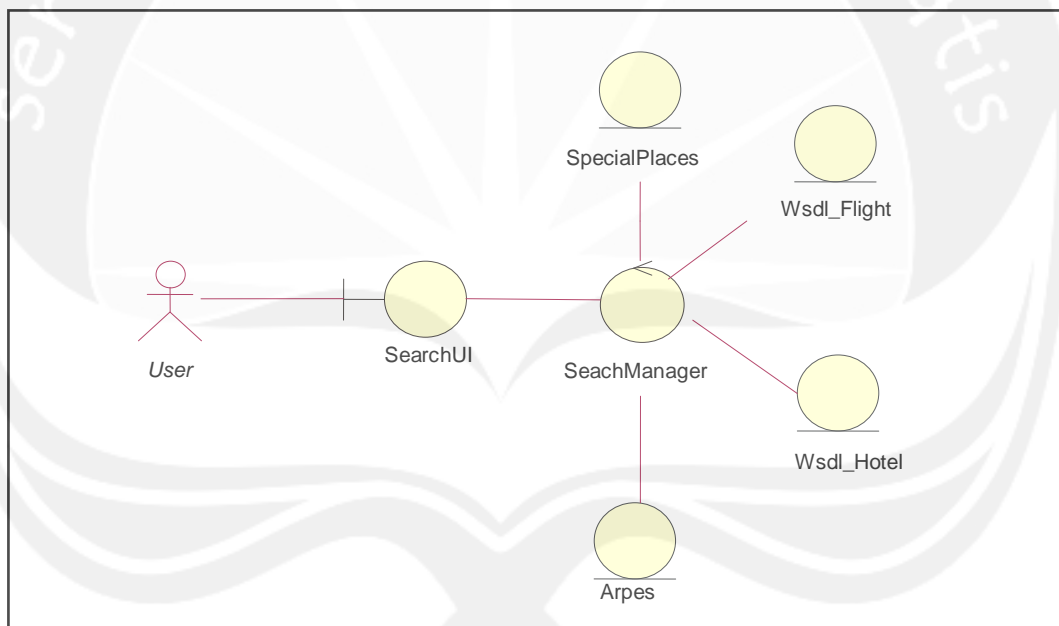 SpecialPlaces
Wsdl_Flight
User
SearchUI
SeachManager
Wsdl_Hotel
Arpes